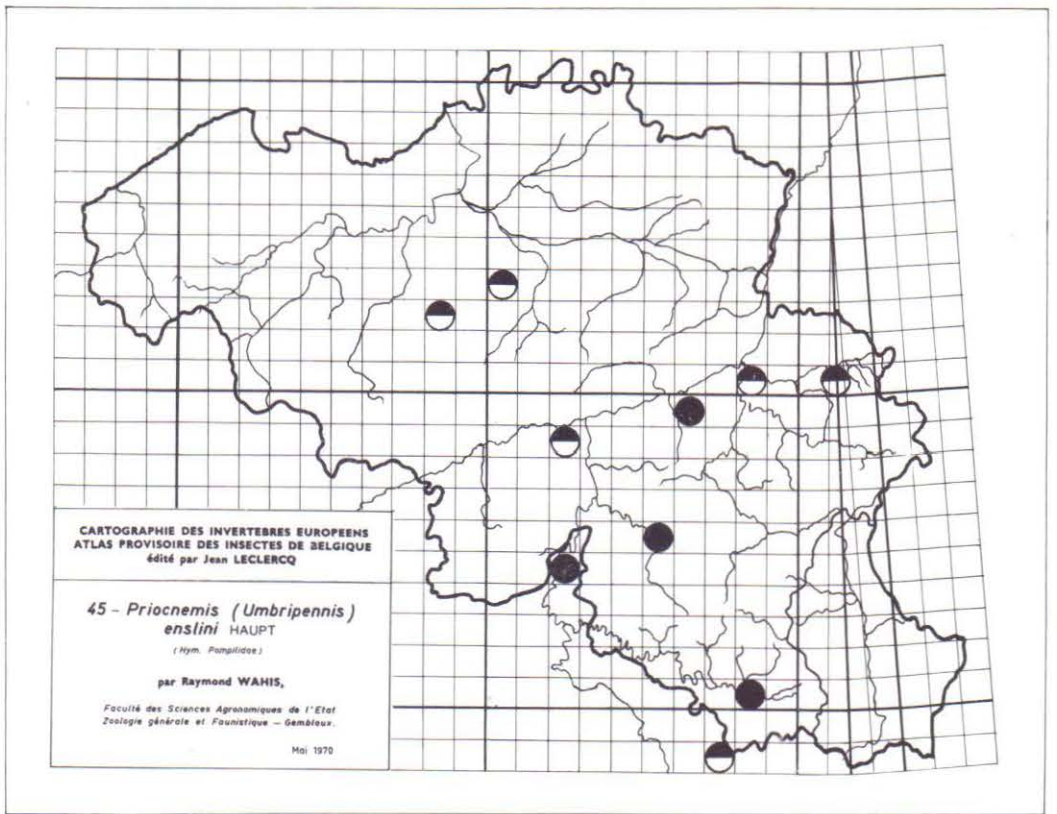 CARTOGRAPHIE DES INVERTEBRES EUROPEENS
ATLAS PROVISOIRE DES INSECTES DE BELGIQUE
édité par Jean LECLERCQ
45 – Priocnemis (Umbripennis)
enslini HAUPT
(Hym. Pompilidae)
par Raymond WAHIS,
Faculté des Sciences Agronomiques de l'Etat
Zoologie générale et Faunistique – Gembloux.
Mai 1970